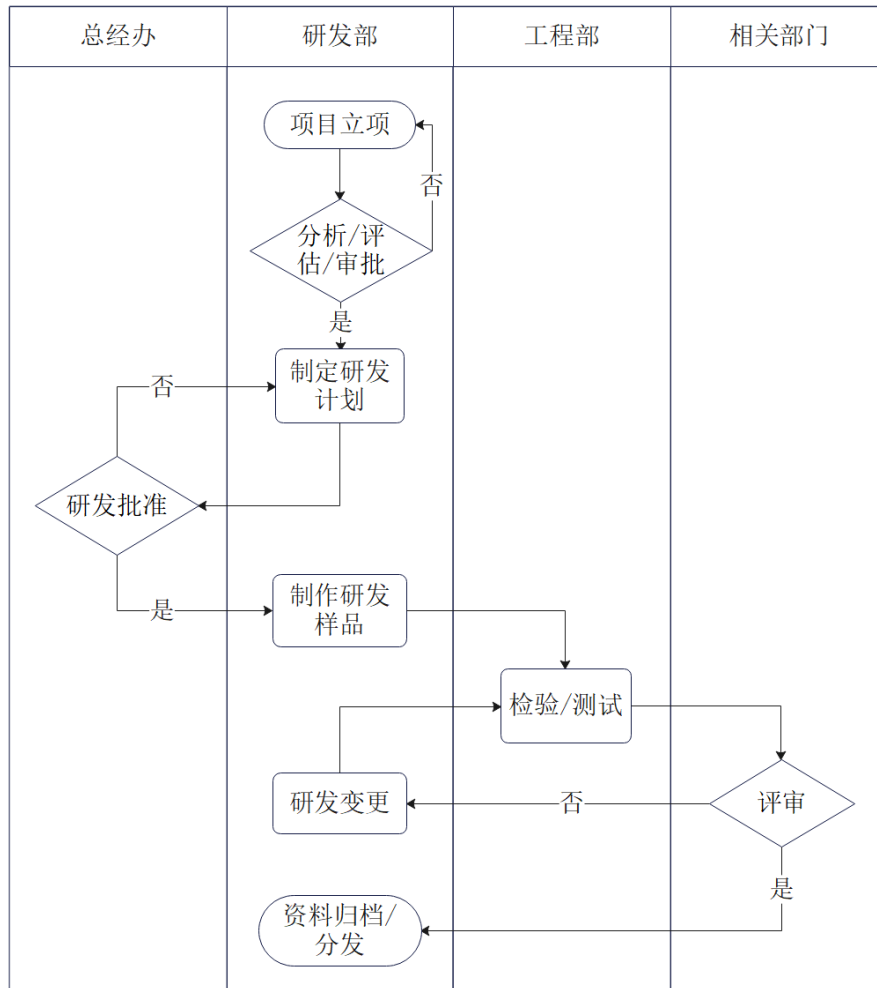 总经办
研发部
工程部
相关部门
项目立项
否
分析/评
估/审批
是
制定研发
计划
否
研发批准
是
制作研发
样品
检验/测试
研发变更
否
评审
是
资料归档/
分发